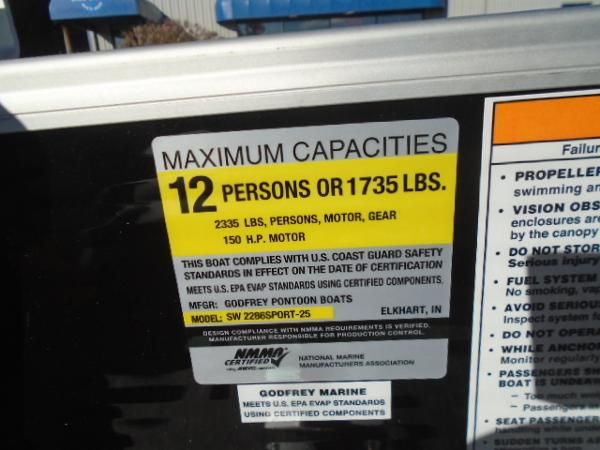 MAXIMUM CAPACITIES
12 PERSONS OR 1735 LBS.
2335 LBS, PERSONS, MOTOR, GEAR
150 H.P. MOTOR
THIS BOAT COMPLIES WITH U.S. COAST GUARD SAFETY
STANDARDS IN EFFECT ON THE DATE OF CERTIFICATION
MEETS U.S. EPA EVAP STANDARDS USING CERTIFIED COMPONENTS.
MFGR: GODFREY PONTOON BOATS
MODEL: SW 2286SPORT-25 ELKHART, IN
DESIGN COMPLIANCE WITH NMMA REQUIREMENTS IS VERIFIED.
MANUFACTURER RESPONSIBLE FOR PRODUCTION CONTROL.
NMMA
CERTIFIED
NATIONAL MARINE
MANUFACTURERS ASSOCIATION
GODFREY MARINE
MEETS U.S. EPA EVAP STANDARDS
USING CERTIFIED COMPONENTS
Failur
• PROPELLER
swimming an
• VISION OBS
enclosures are
by the canopy
• DO NOT STOR
Serious injury
• FUEL SYSTEM
No smoking, vap
• AVOID SERIOUS
Inspect system fo
• DO NOT OPERA
• WHILE ANCHO
Monitor regularly
• PASSENGERS SH
BOAT IS UNDERW
– Too much we
– Passengers in
• SEAT PASSENGER
handling while under
• SUDDEN TURNS